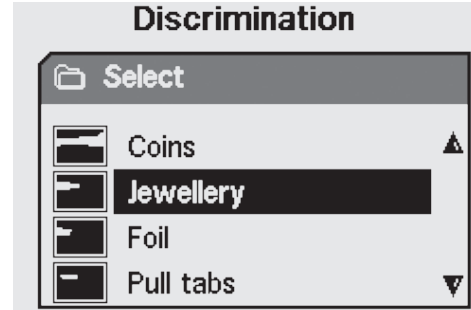 Discrimination
Select
Coins
Jewellery
Foil
Pull tabs